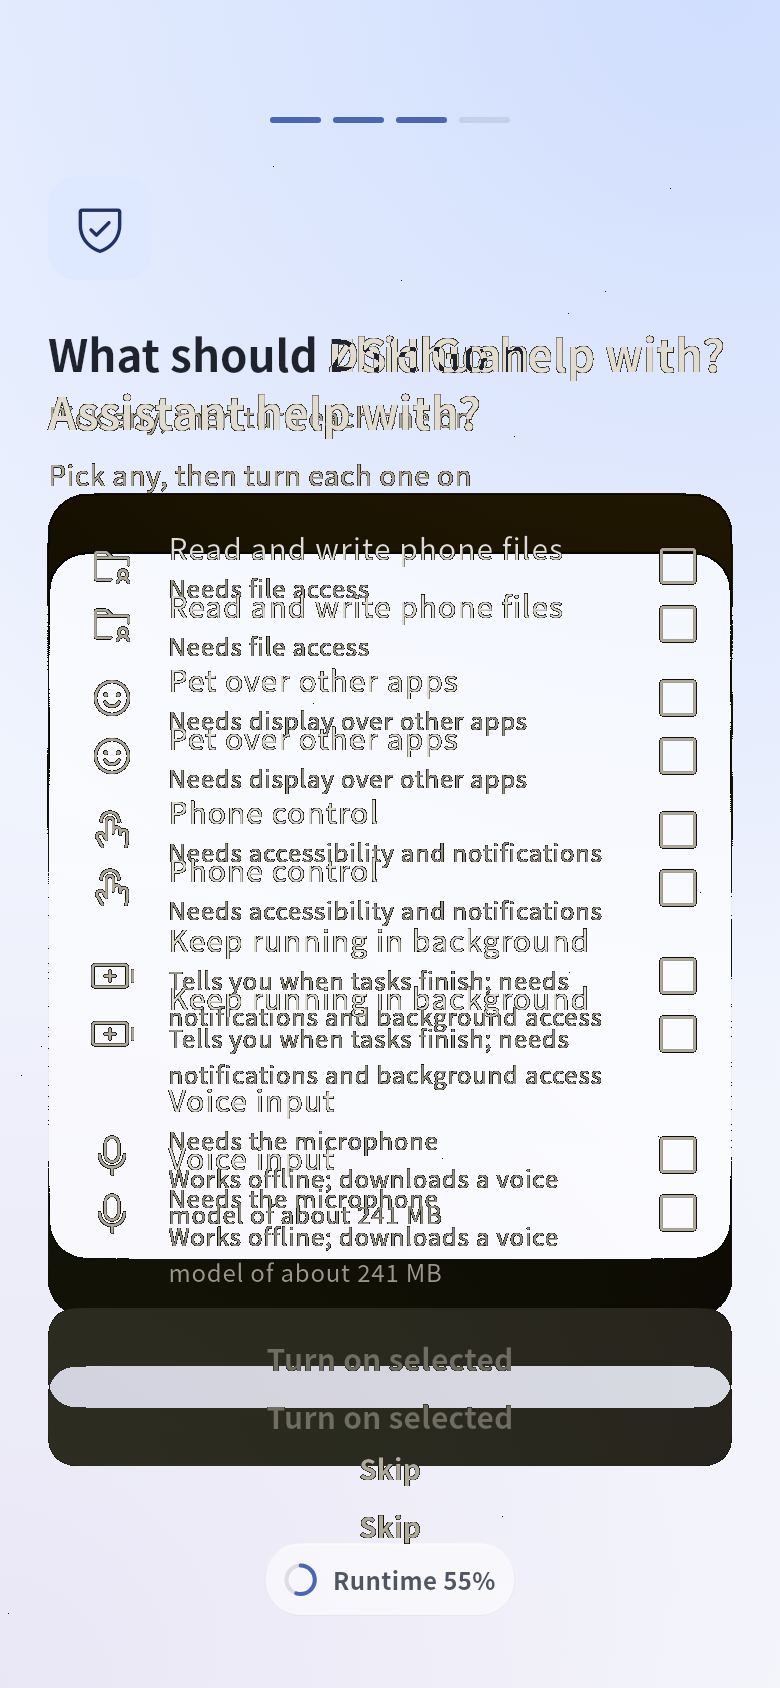 What should
Assistant help with?
Pick any, then turn each one on
Read and write phone files
Needs file access
Read and write phone files
Needs file access
Pet over other apps
Needs display over other apps
Pet over other apps
Needs display over other apps
Phone control
Needs accessibility and notifications
Phone control
Needs accessibility and notifications
Keep running in background
Tells you when tasks finish; needs
Keep running in background
notifications and background access
Tells you when tasks finish; needs
notifications and background access
Voice input
Needs the microphone
Voice input
Works offline; downloads a voice
Needs the microphone
model of about 241 MB
Works offline; downloads a voice
model of about 241 MB
Turn on selected
Turn on selected
Skip
Skip
Runtime 55%